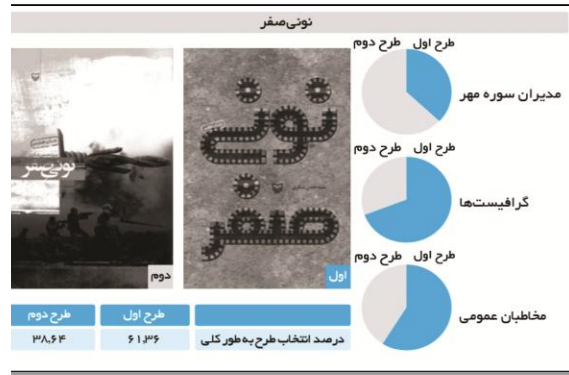 نونی‌صفر
طرح اول طرح دوم
مدیران سوره مهر
طرح اول طرح دوم
گرافیست‌ها
طرح اول طرح دوم
مخاطبان عمومی
نونی صفر
اول
نونی‌صفر
دوم
طرح اول طرح دوم
درصد انتخاب طرح به طور کلی ۶۱,۳۶ ۳۸,۶۴